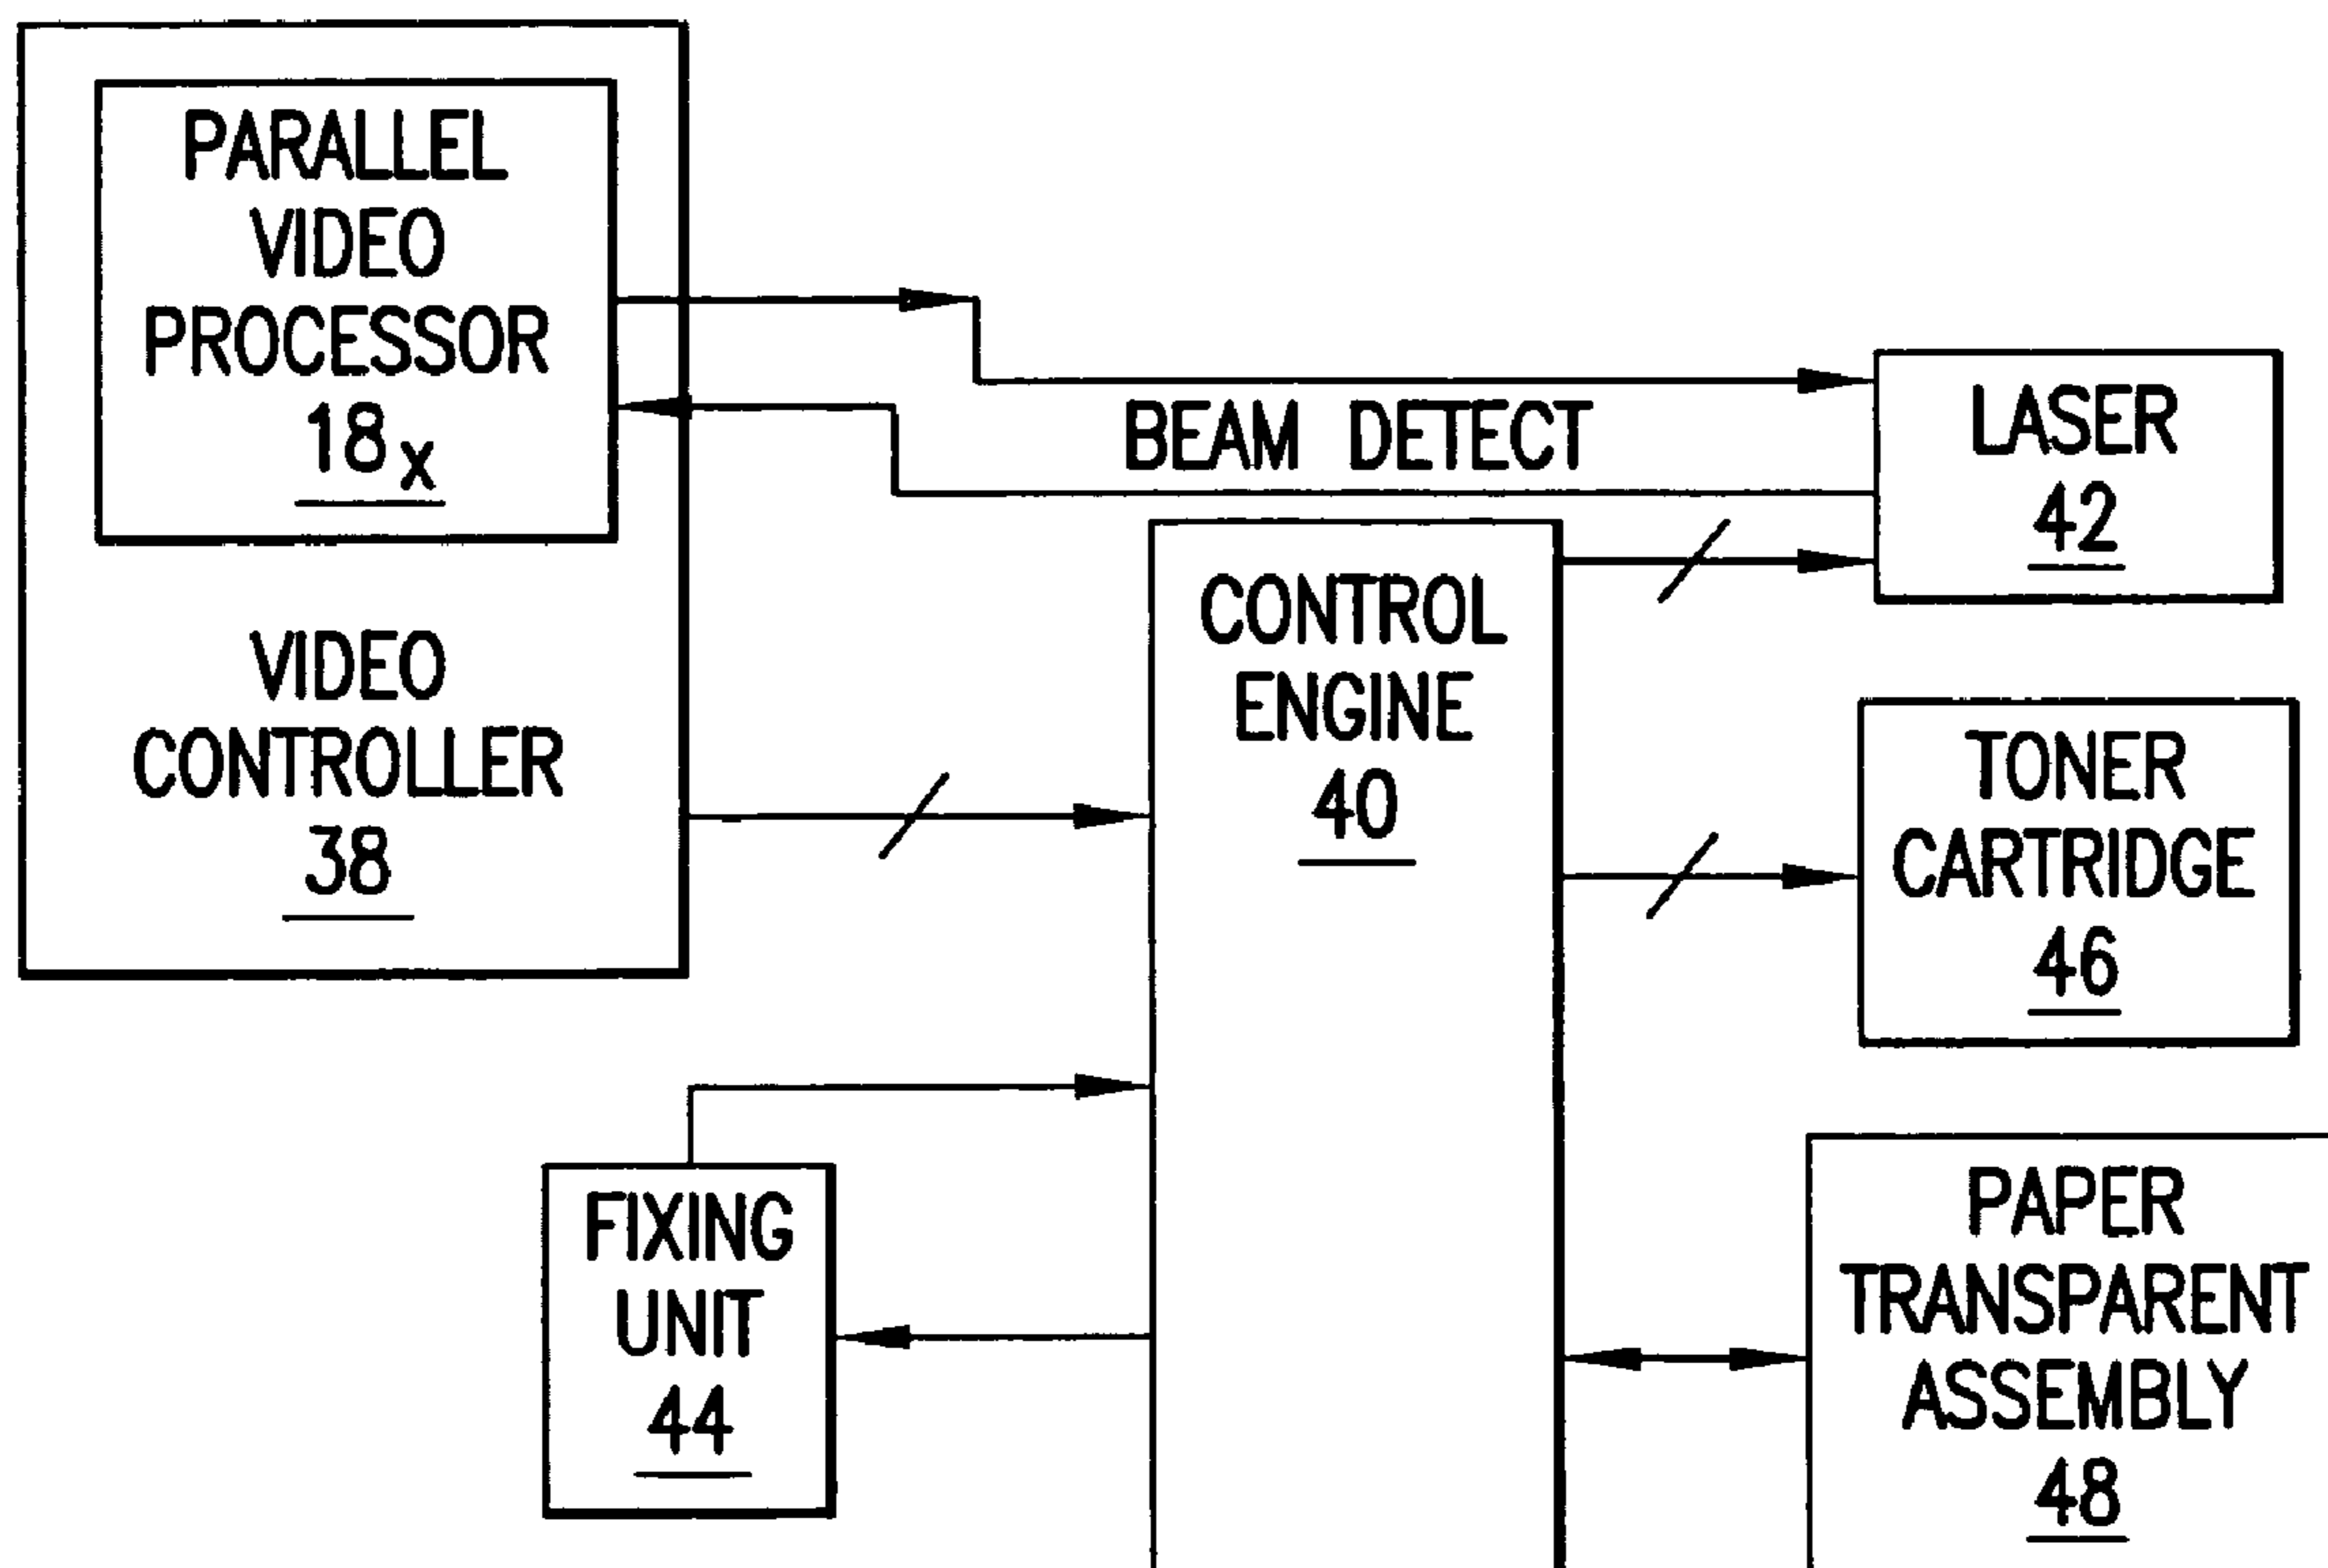 PARALLEL
VIDEO
PROCESSOR
18x
VIDEO
CONTROLLER
38
BEAM DETECT
LASER
42
CONTROL
ENGINE
40
TONER
CARTRIDGE
46
FIXING
UNIT
44
PAPER
TRANSPARENT
ASSEMBLY
48